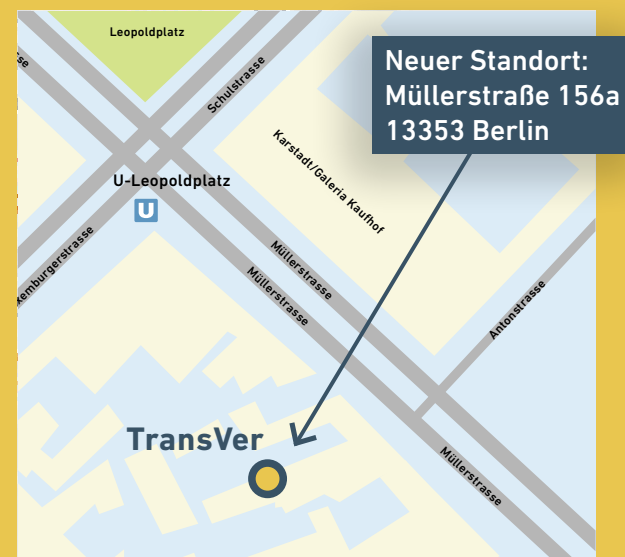 Leopoldplatz
Neuer Standort:
Müllerstraße 156a
13353 Berlin
Schulstrasse
Karstadt/Galeria Kaufhof
U-Leopoldplatz
U
Müllerstrasse
Müllerstrasse
Antonstrasse
TransVer
Müllerstrasse